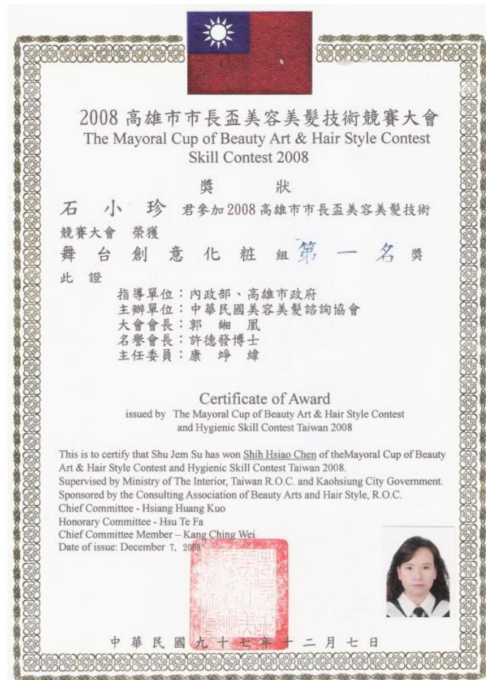 2008 高雄市市長盃美容美髮技術競賽大會
The Mayoral Cup of Beauty Art & Hair Style Contest
Skill Contest 2008
獎 狀
石 小 珍 君參加2008高雄市市長盃美容美髮技術
競賽大會 榮獲
舞 台 創 意 化 粧 組 第 一 名 獎
此 證
指導單位：內政部、高雄市政府
主辦單位：中華民國美容美髮諮詢協會
大會會長：郭 緗 凰
名譽會長：許德發博士
主任委員：康 竫 緯
Certificate of Award
issued by The Mayoral Cup of Beauty Art & Hair Style Contest
and Hygienic Skill Contest Taiwan 2008
This is to certify that Shu Jem Su has won Shih Hsiao Chen of theMayoral Cup of Beauty
Art & Hair Style Contest and Hygienic Skill Contest Taiwan 2008.
Supervised by Ministry of The Interior, Taiwan R.O.C. and Kaohsiung City Government.
Sponsored by the Consulting Association of Beauty Arts and Hair Style, R.O.C.
Chief Committee - Hsiang Huang Kuo
Honorary Committee - Hsu Te Fa
Chief Committee Member – Kang Ching Wei
Date of issue: December 7, 2008
中 華 民 國 九 十 七 年 十 二 月 七 日